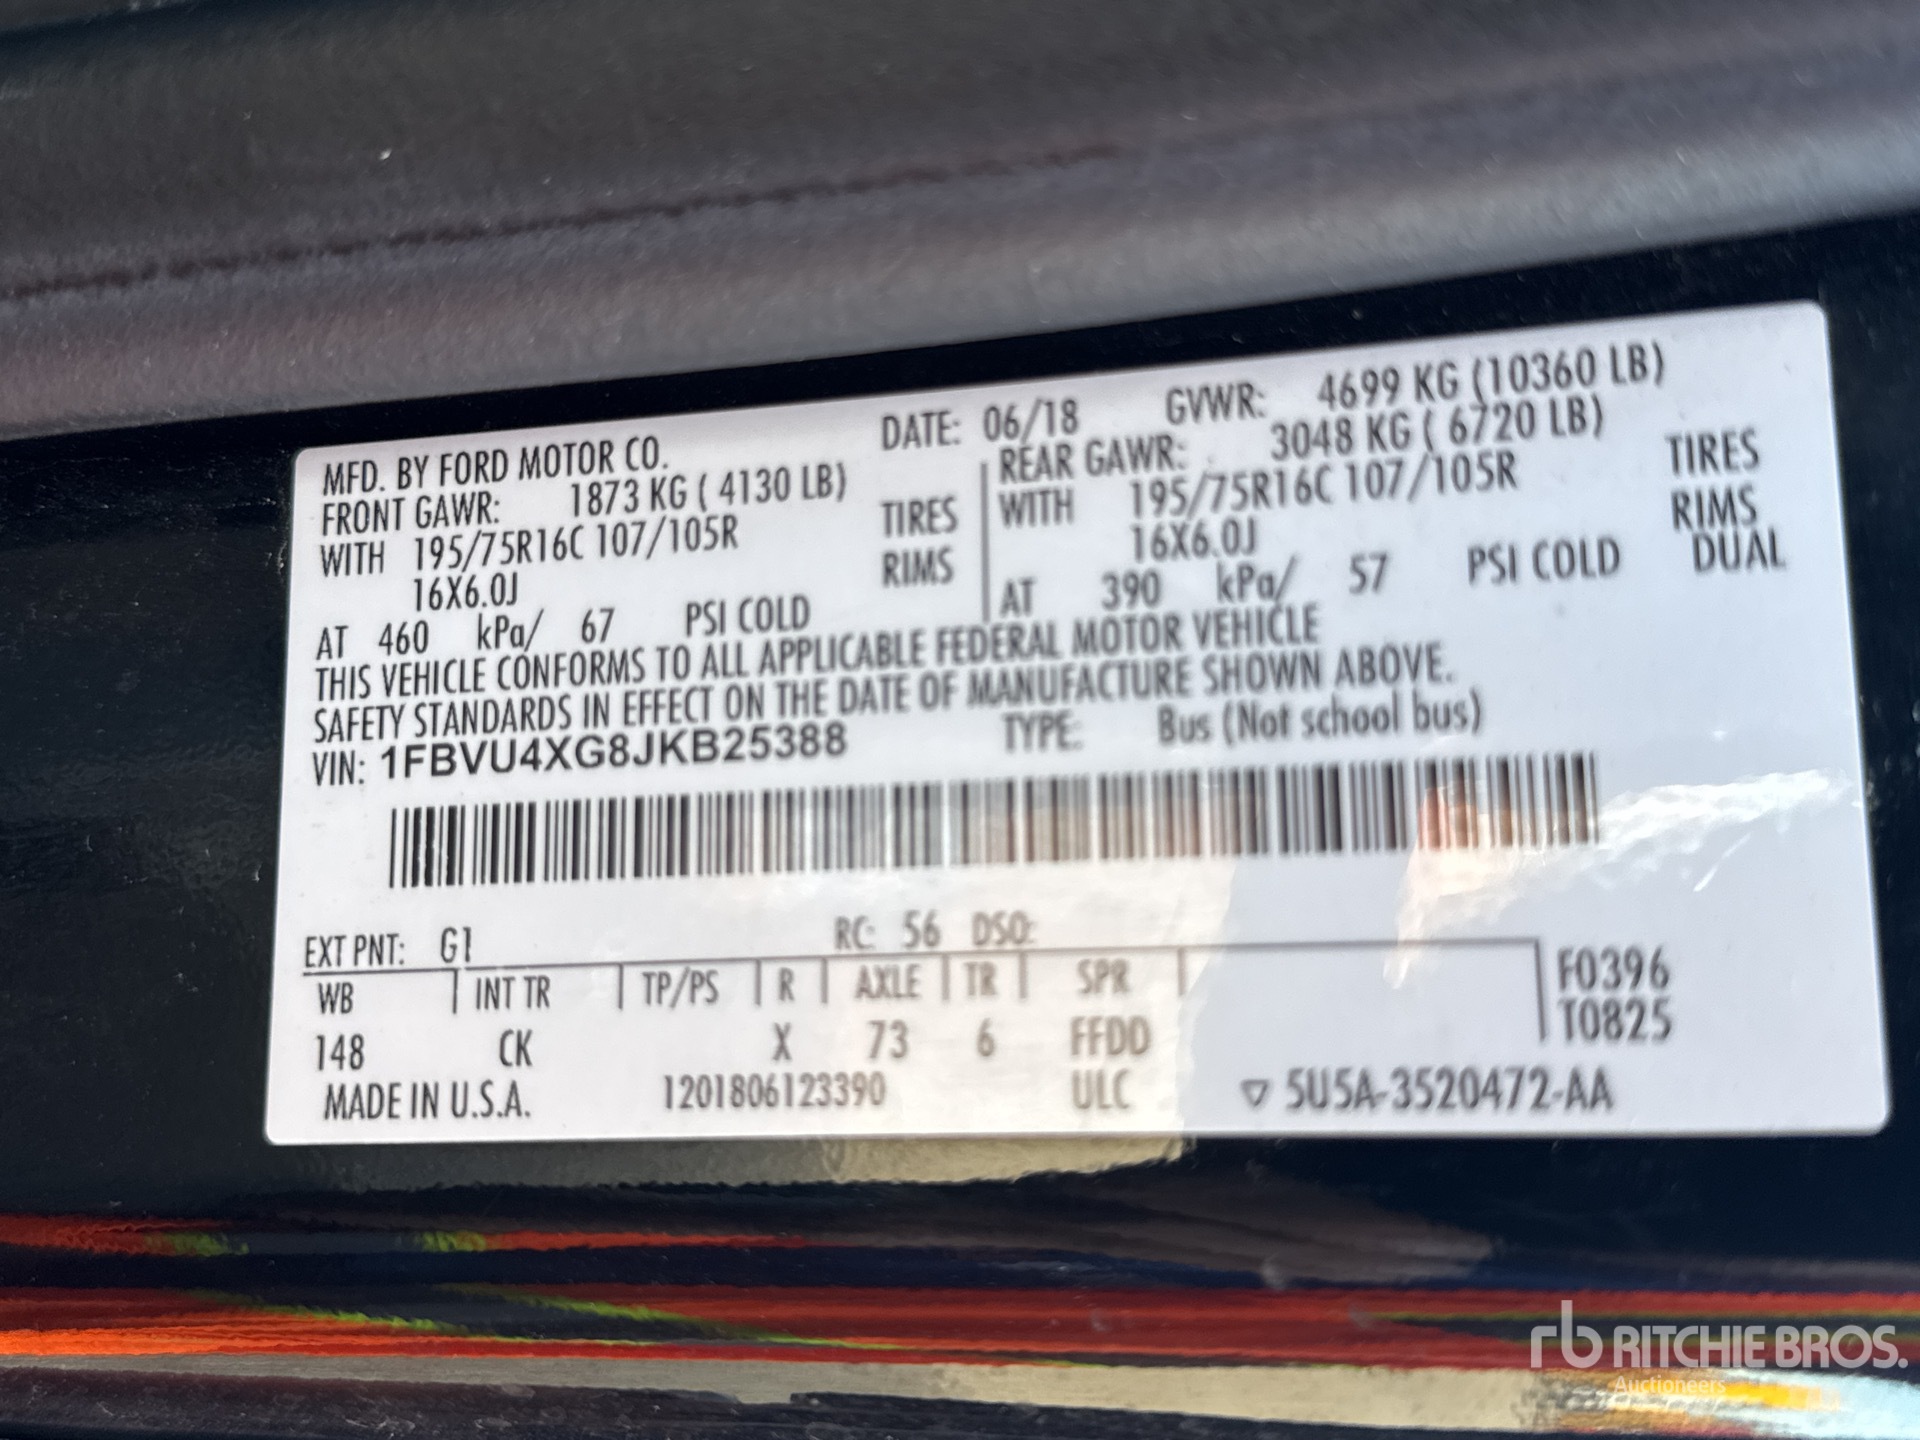 MFD. BY FORD MOTOR CO. DATE: 06/18 GVWR: 4699 KG (10360 LB)
FRONT GAWR: 1873 KG ( 4130 LB) REAR GAWR: 3048 KG ( 6720 LB)
WITH 195/75R16C 107/105R TIRES WITH 195/75R16C 107/105R TIRES
16X6.0J RIMS 16X6.0J RIMS
AT 460 kPa/ 67 PSI COLD AT 390 kPa/ 57 PSI COLD DUAL
THIS VEHICLE CONFORMS TO ALL APPLICABLE FEDERAL MOTOR VEHICLE
SAFETY STANDARDS IN EFFECT ON THE DATE OF MANUFACTURE SHOWN ABOVE.
VIN: 1FBVU4XG8JKB25388 TYPE: Bus (Not school bus)
EXT PNT: G1 RC: 56 DSO:
WB INT TR TP/PS R AXLE TR SPR F0396
148 CK X 73 6 FFDD T0825
MADE IN U.S.A. 1201806123390 ULC ▽ 5U5A-3520472-AA
rb RITCHIE BROS.
Auctioneers